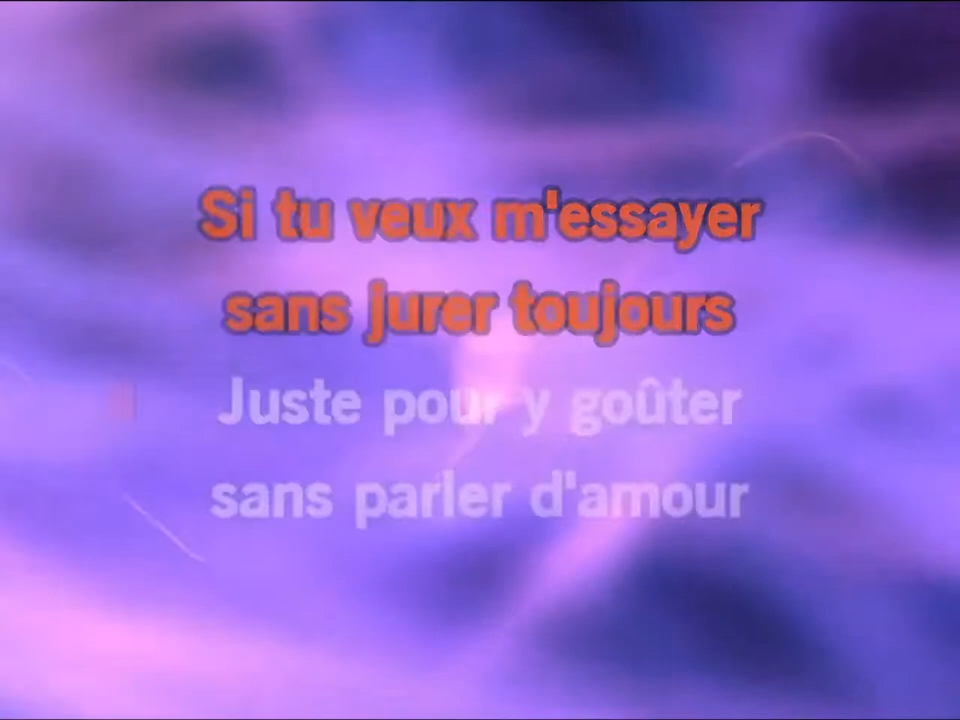 Si tu veux m'essayer
sans jurer toujours
Juste pour y goûter
sans parler d'amour